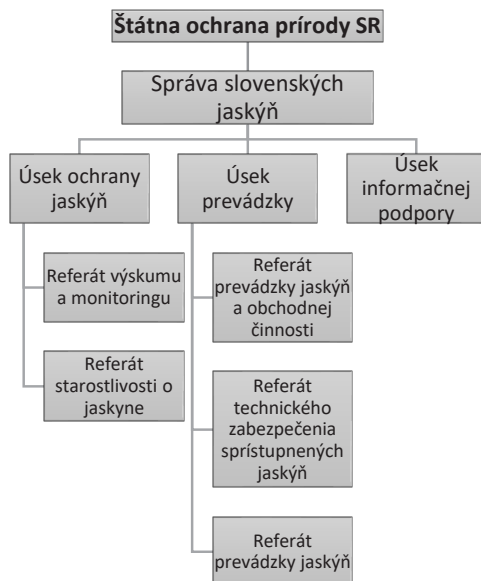 Štátna ochrana prírody SR
Správa slovenských
jaskýň
Úsek ochrany
jaskýň
Úsek
prevádzky
Úsek
informačnej
podpory
Referát výskumu
a monitoringu
Referát
starostlivosti o
jaskyne
Referát
prevádzky jaskýň
a obchodnej
činnosti
Referát
technického
zabezpečenia
sprístupnených
jaskýň
Referát
prevádzky jaskýň